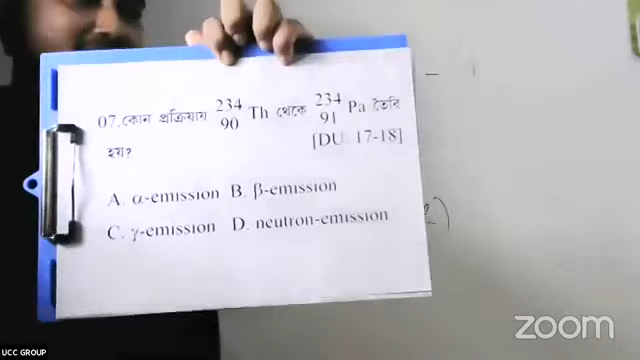 07.কোন প্রক্রিয়ায় 234 90 Th থেকে 234 91 Pa তৈরি
হয়?
[DU: 17-18]
A. α-emission B. β-emission
C. γ-emission D. neutron-emission
zoom
UCC GROUP